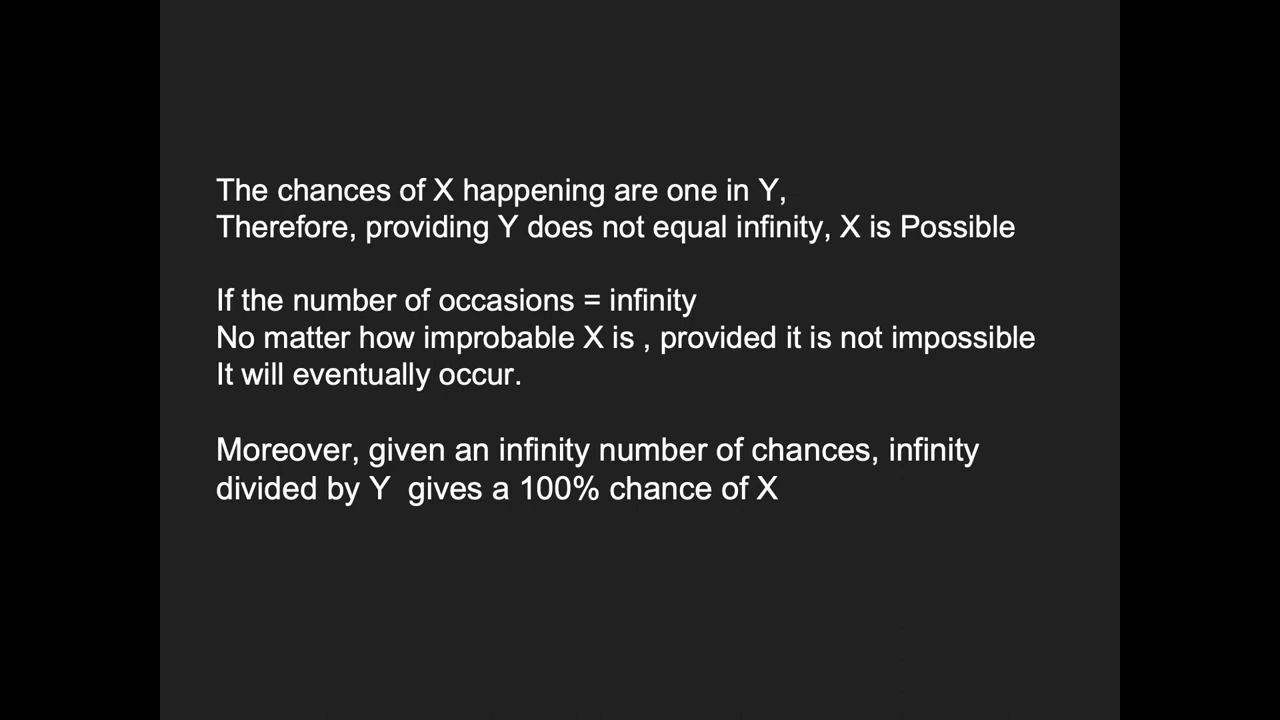 The chances of X happening are one in Y,
Therefore, providing Y does not equal infinity, X is Possible
If the number of occasions = infinity
No matter how improbable X is , provided it is not impossible
It will eventually occur.
Moreover, given an infinity number of chances, infinity
divided by Y  gives a 100% chance of X